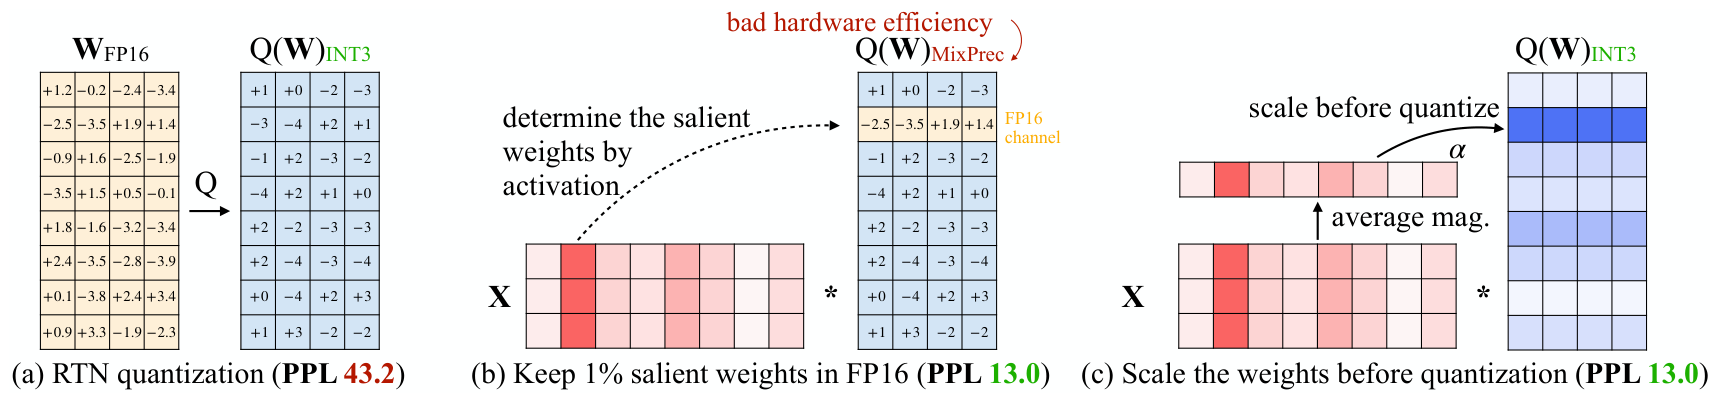 bad hardware efficiency
W_FP16
Q(W)_INT3
Q(W)_MixPrec
Q(W)_INT3
+1.2 −0.2 −2.4 −3.4
−2.5 −3.5 +1.9 +1.4
−0.9 +1.6 −2.5 −1.9
−3.5 +1.5 +0.5 −0.1
+1.8 −1.6 −3.2 −3.4
+2.4 −3.5 −2.8 −3.9
+0.1 −3.8 +2.4 +3.4
+0.9 +3.3 −1.9 −2.3
Q
+1 +0 −2 −3
−3 −4 +2 +1
−1 +2 −3 −2
−4 +2 +1 +0
+2 −2 −3 −3
+2 −4 −3 −4
+0 −4 +2 +3
+1 +3 −2 −2
determine the salient
weights by
activation
X
*
+1 +0 −2 −3
−2.5 −3.5 +1.9 +1.4
−1 +2 −3 −2
−4 +2 +1 +0
+2 −2 −3 −3
+2 −4 −3 −4
+0 −4 +2 +3
+1 +3 −2 −2
FP16
channel
scale before quantize
α
average mag.
X
*
(a) RTN quantization (PPL 43.2)
(b) Keep 1% salient weights in FP16 (PPL 13.0)
(c) Scale the weights before quantization (PPL 13.0)